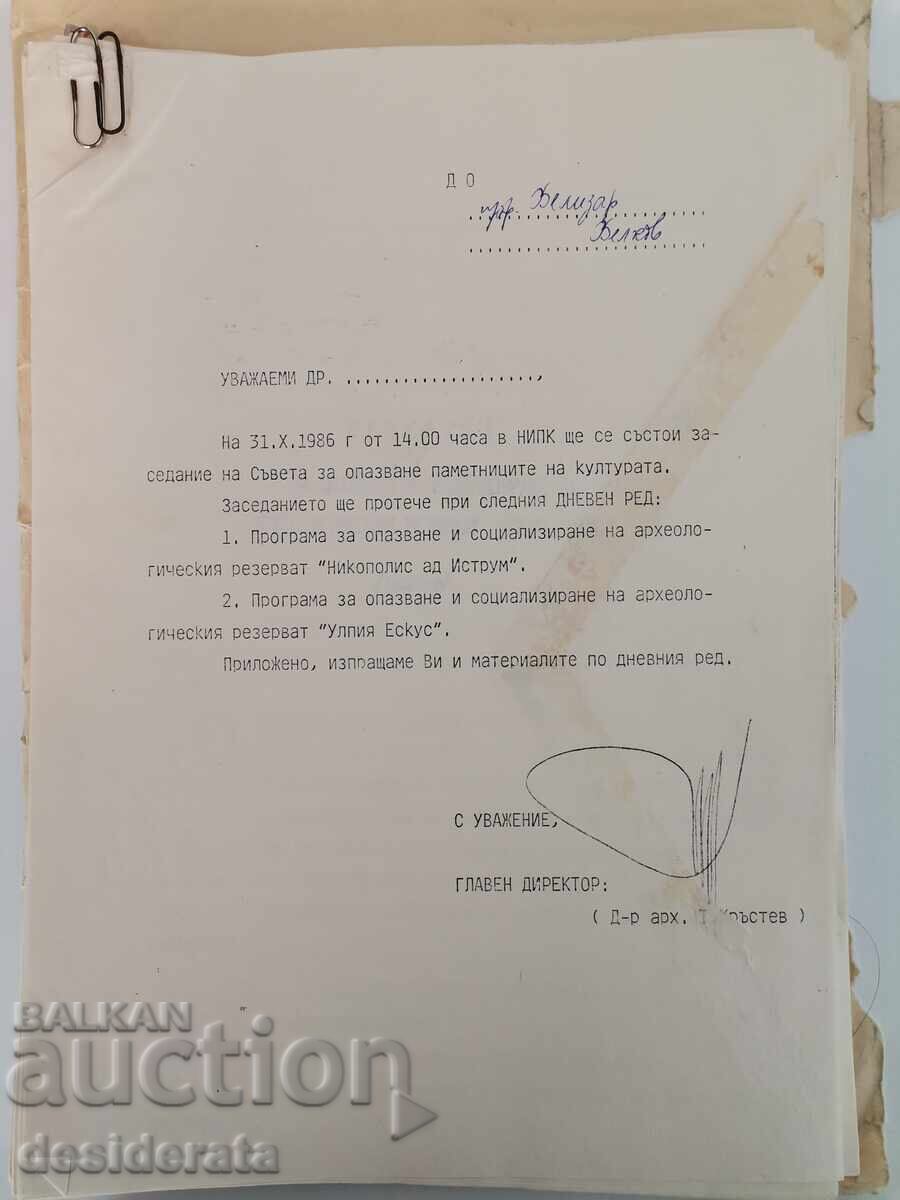 ДО
пр. Велизар
Велков
УВАЖАЕМИ ДР. ......................,
На 31.X.1986 г от 14.00 часа в НИПК ще се състои за-
седание на Съвета за опазване паметниците на културата.
Заседанието ще протече при следния ДНЕВЕН РЕД:
1. Програма за опазване и социализиране на археоло-
гическия резерват "Никополис ад Иструм".
2. Програма за опазване и социализиране на археоло-
гическия резерват "Улпия Ескус".
Приложено, изпращаме Ви и материалите по дневния ред.
С УВАЖЕНИЕ,
ГЛАВЕН ДИРЕКТОР:
( Д-р арх. Т.Кръстев )
BALKAN
auction
desiderata